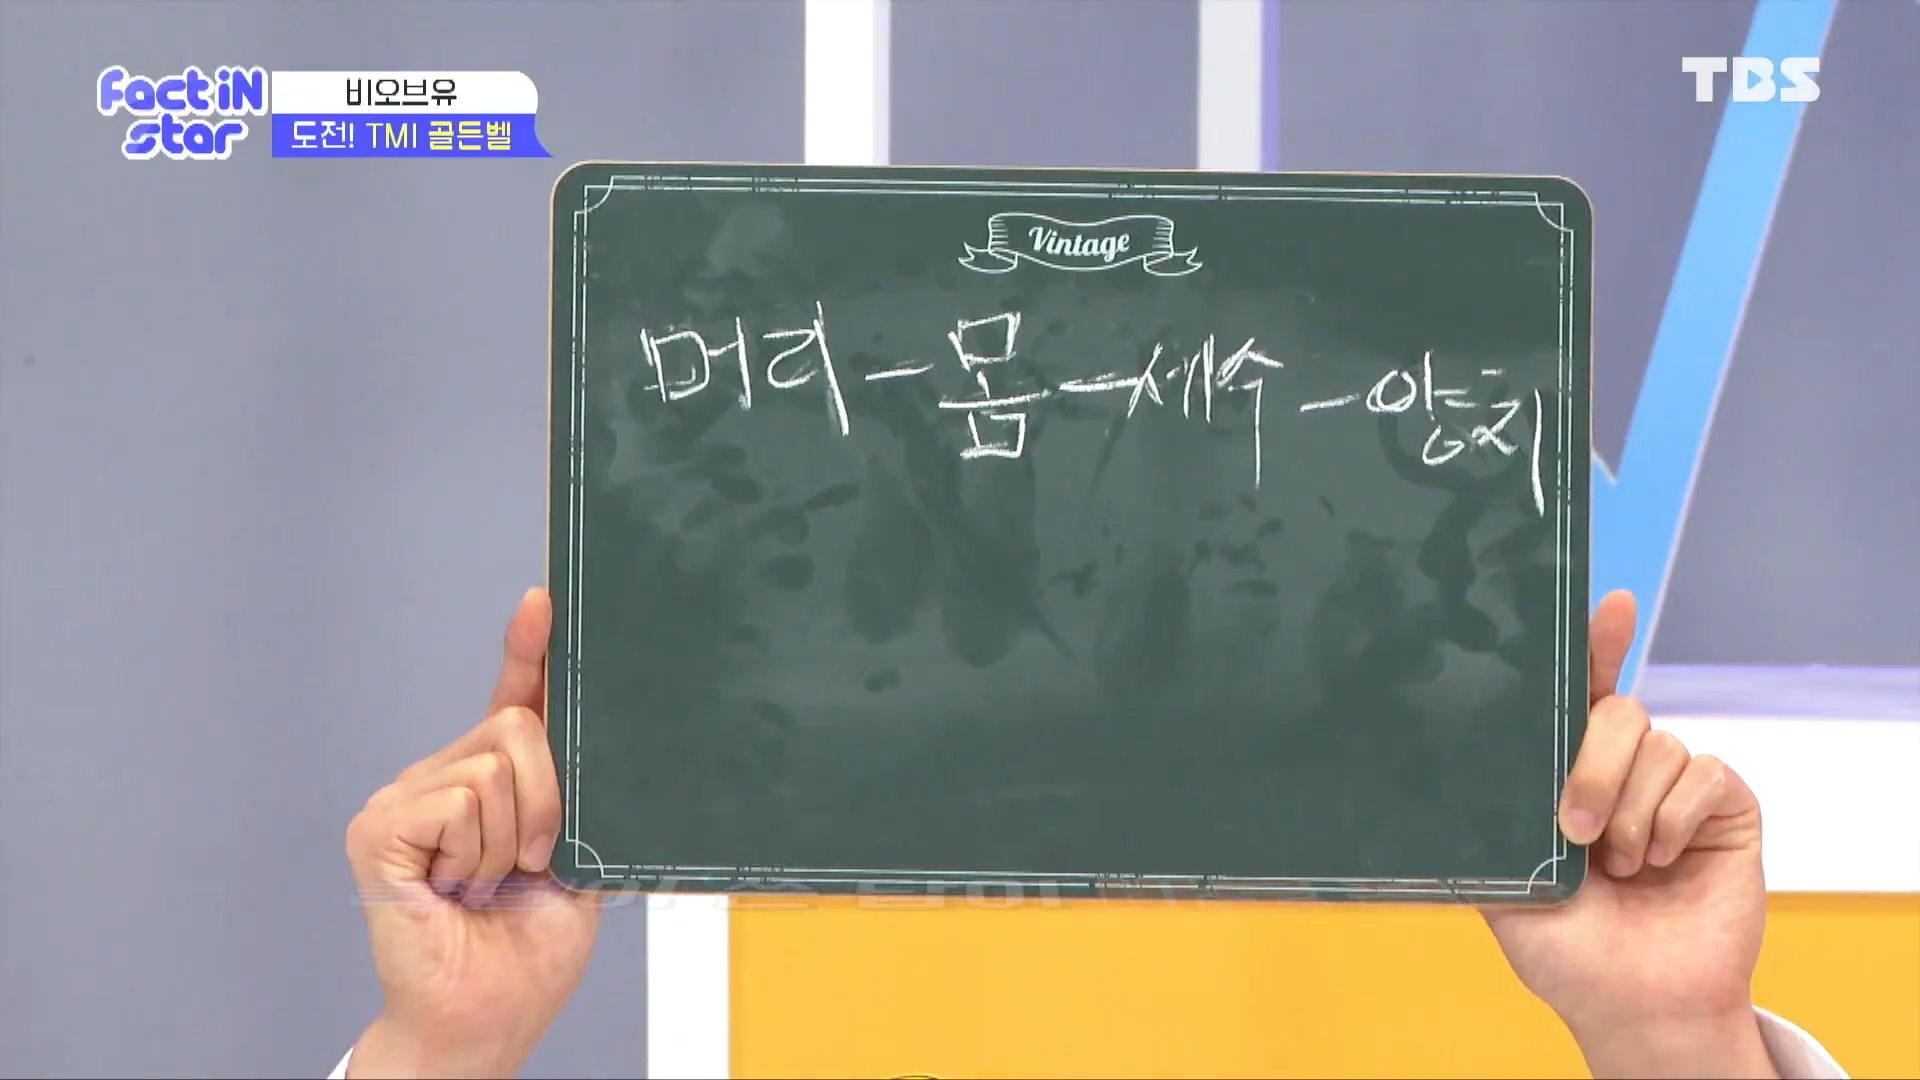 Fact iN
star
비오브유
도전! TMI 골든벨
TBS
Vintage
머리 - 몸 - 세수 - 양치